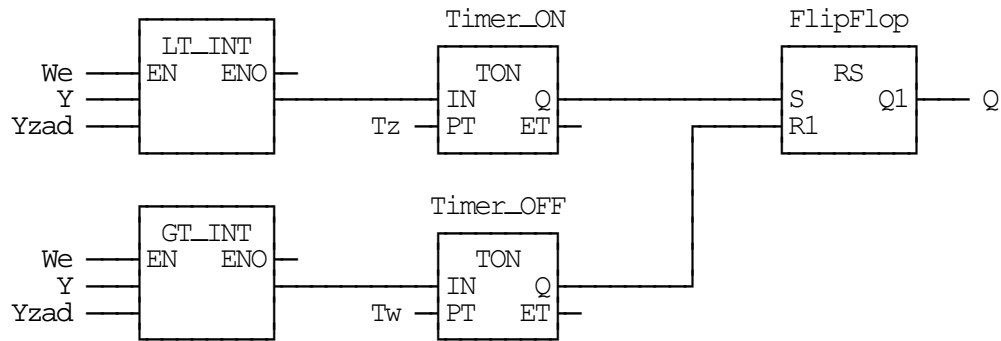 Timer_ON FlipFlop
LT_INT TON RS
We EN ENO
Y IN Q S Q1 Q
Yzad Tz PT ET R1
Timer_OFF
GT_INT
We EN ENO TON
Y IN Q
Yzad Tw PT ET